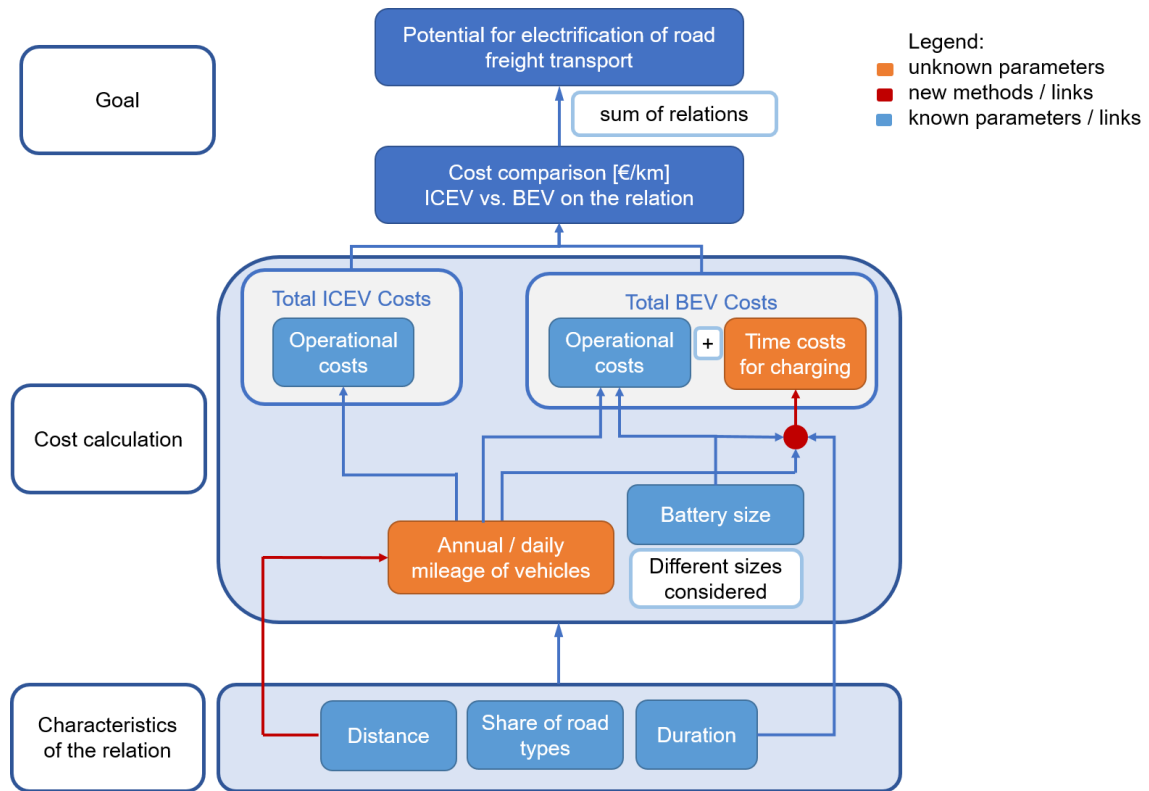 Potential for electrification of road
freight transport
Legend:
unknown parameters
new methods / links
known parameters / links
Goal
sum of relations
Cost comparison [€/km]
ICEV vs. BEV on the relation
Total ICEV Costs
Operational
costs
Total BEV Costs
Operational
costs
+
Time costs
for charging
Cost calculation
Battery size
Annual / daily
mileage of vehicles
Different sizes
considered
Characteristics
of the relation
Distance
Share of road
types
Duration